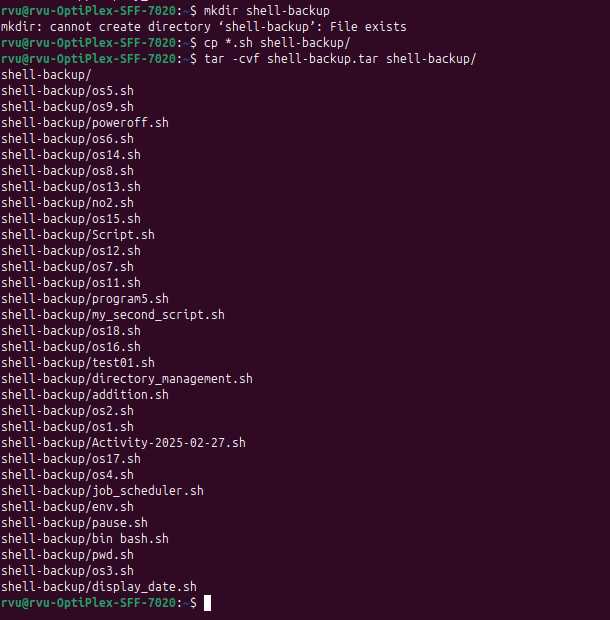 rvu@rvu-OptiPlex-SFF-7020:~$ mkdir shell-backup
mkdir: cannot create directory ‘shell-backup’: File exists
rvu@rvu-OptiPlex-SFF-7020:~$ cp *.sh shell-backup/
rvu@rvu-OptiPlex-SFF-7020:~$ tar -cvf shell-backup.tar shell-backup/
shell-backup/
shell-backup/os5.sh
shell-backup/os9.sh
shell-backup/poweroff.sh
shell-backup/os6.sh
shell-backup/os14.sh
shell-backup/os8.sh
shell-backup/os13.sh
shell-backup/no2.sh
shell-backup/os15.sh
shell-backup/Script.sh
shell-backup/os12.sh
shell-backup/os7.sh
shell-backup/os11.sh
shell-backup/program5.sh
shell-backup/my_second_script.sh
shell-backup/os18.sh
shell-backup/os16.sh
shell-backup/test01.sh
shell-backup/directory_management.sh
shell-backup/addition.sh
shell-backup/os2.sh
shell-backup/os1.sh
shell-backup/Activity-2025-02-27.sh
shell-backup/os17.sh
shell-backup/os4.sh
shell-backup/job_scheduler.sh
shell-backup/env.sh
shell-backup/pause.sh
shell-backup/bin bash.sh
shell-backup/pwd.sh
shell-backup/os3.sh
shell-backup/display_date.sh
rvu@rvu-OptiPlex-SFF-7020:~$